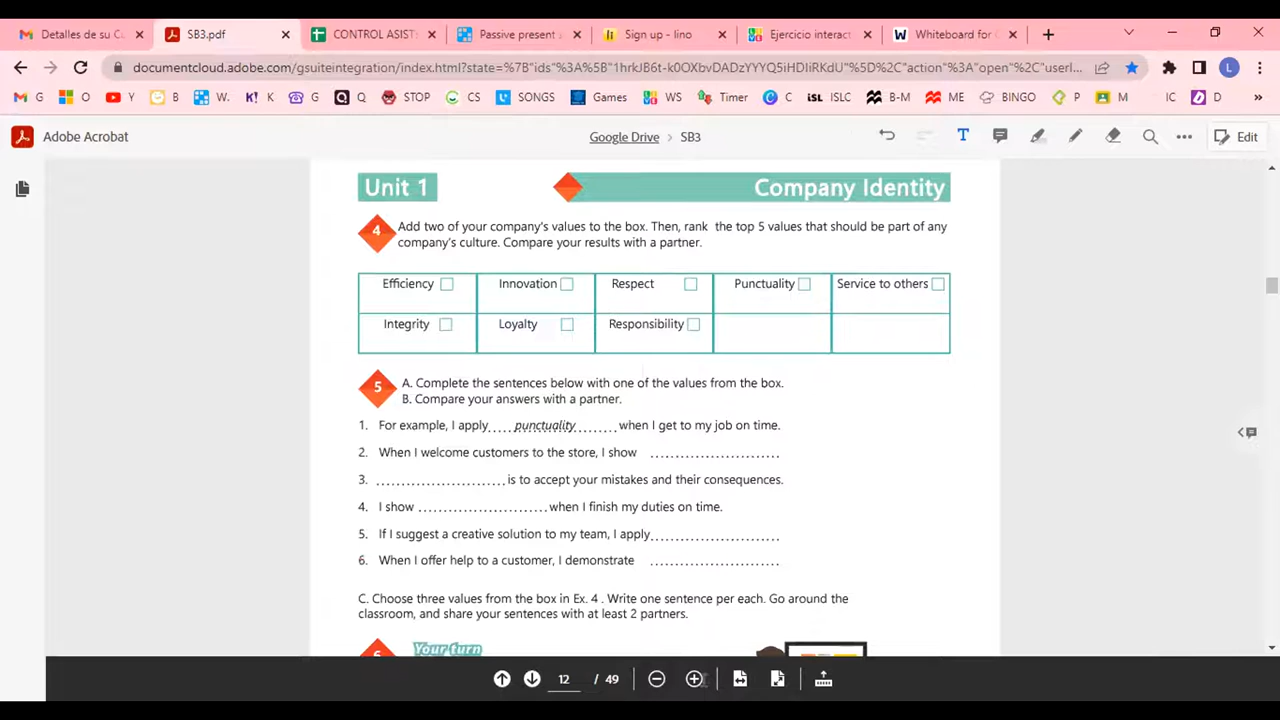 Detalles de su Cu
SB3.pdf
CONTROL ASIST
Passive present a
Sign up - lino
Ejercicio interact
Whiteboard for
documentcloud.adobe.com/gsuiteintegration/index.html?state=%7B"ids"%3A%5B"1hrkJB6t-k0OXbvDADzYYYQ5iHDIiRKdU"%5D%2C"action"%3A"open"%2C"userI...
G O Y B W. K! G Q STOP CS SONGS Games WS Timer C ISLC B-M ME BINGO P M IC D
Adobe Acrobat
Google Drive > SB3
Edit
Unit 1
Company Identity
4 Add two of your company's values to the box. Then, rank the top 5 values that should be part of any
company's culture. Compare your results with a partner.
Efficiency Innovation Respect Punctuality Service to others
Integrity Loyalty Responsibility
5 A. Complete the sentences below with one of the values from the box.
B. Compare your answers with a partner.
1. For example, I apply.....punctuality........when I get to my job on time.
2. When I welcome customers to the store, I show .........................
3. ......................... is to accept your mistakes and their consequences.
4. I show ......................... when I finish my duties on time.
5. If I suggest a creative solution to my team, I apply.........................
6. When I offer help to a customer, I demonstrate .........................
C. Choose three values from the box in Ex. 4 . Write one sentence per each. Go around the
classroom, and share your sentences with at least 2 partners.
6 Your turn
12 / 49